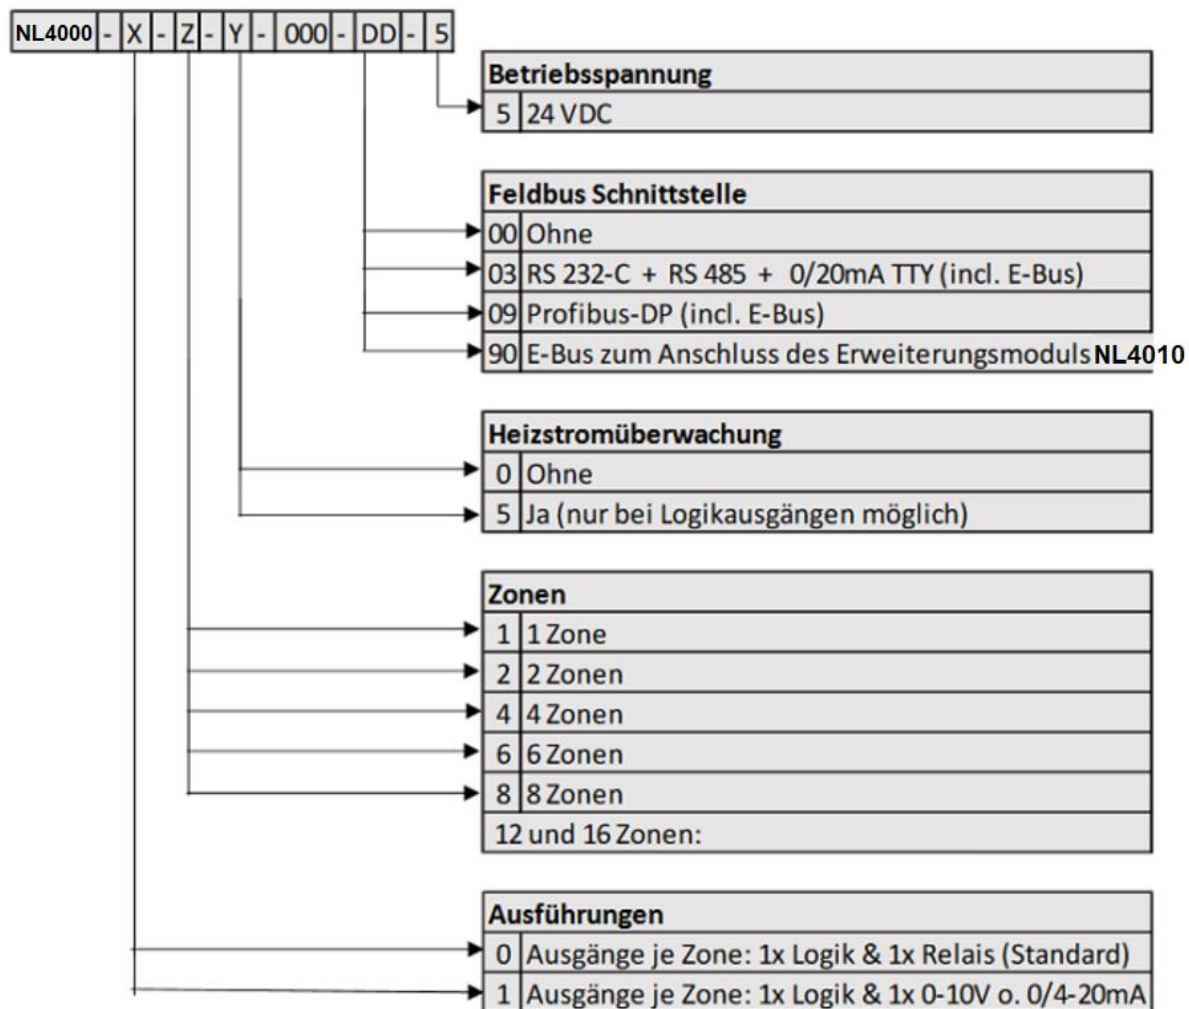 NL4000 - X - Z - Y - 000 - DD - 5
Betriebsspannung
5 24 VDC
Feldbus Schnittstelle
00 Ohne
03 RS 232-C + RS 485 + 0/20mA TTY (incl. E-Bus)
09 Profibus-DP (incl. E-Bus)
90 E-Bus zum Anschluss des Erweiterungsmoduls NL4010
Heizstromüberwachung
0 Ohne
5 Ja (nur bei Logikausgängen möglich)
Zonen
1 1 Zone
2 2 Zonen
4 4 Zonen
6 6 Zonen
8 8 Zonen
12 und 16 Zonen:
Ausführungen
0 Ausgänge je Zone: 1x Logik & 1x Relais (Standard)
1 Ausgänge je Zone: 1x Logik & 1x 0-10V o. 0/4-20mA